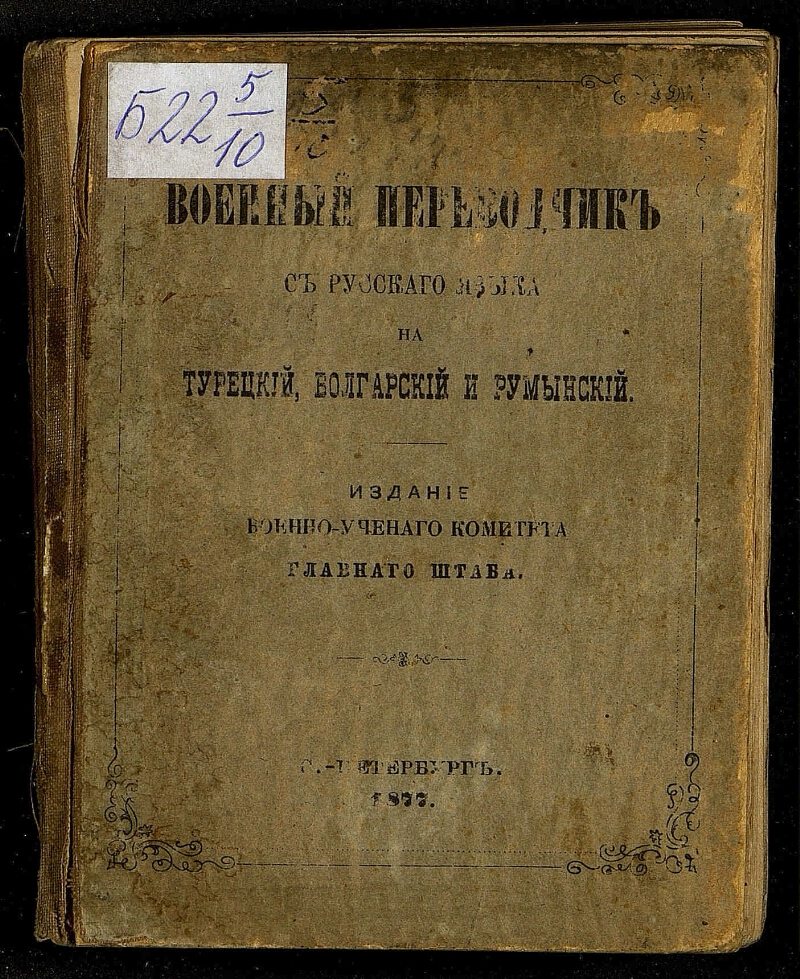 Б22 5/10
ВОЕННЫЙ ПЕРЕВОДЧИКЪ
СЪ РУССКАГО ЯЗЫКА
НА
ТУРЕЦКІЙ, БОЛГАРСКІЙ И РУМЫНСКІЙ.
ИЗДАНІЕ
ВОЕННО-УЧЕНАГО КОМИТЕТА
ГЛАВНАГО ШТАБА.
С.-ПЕТЕРБУРГЪ.
1877.